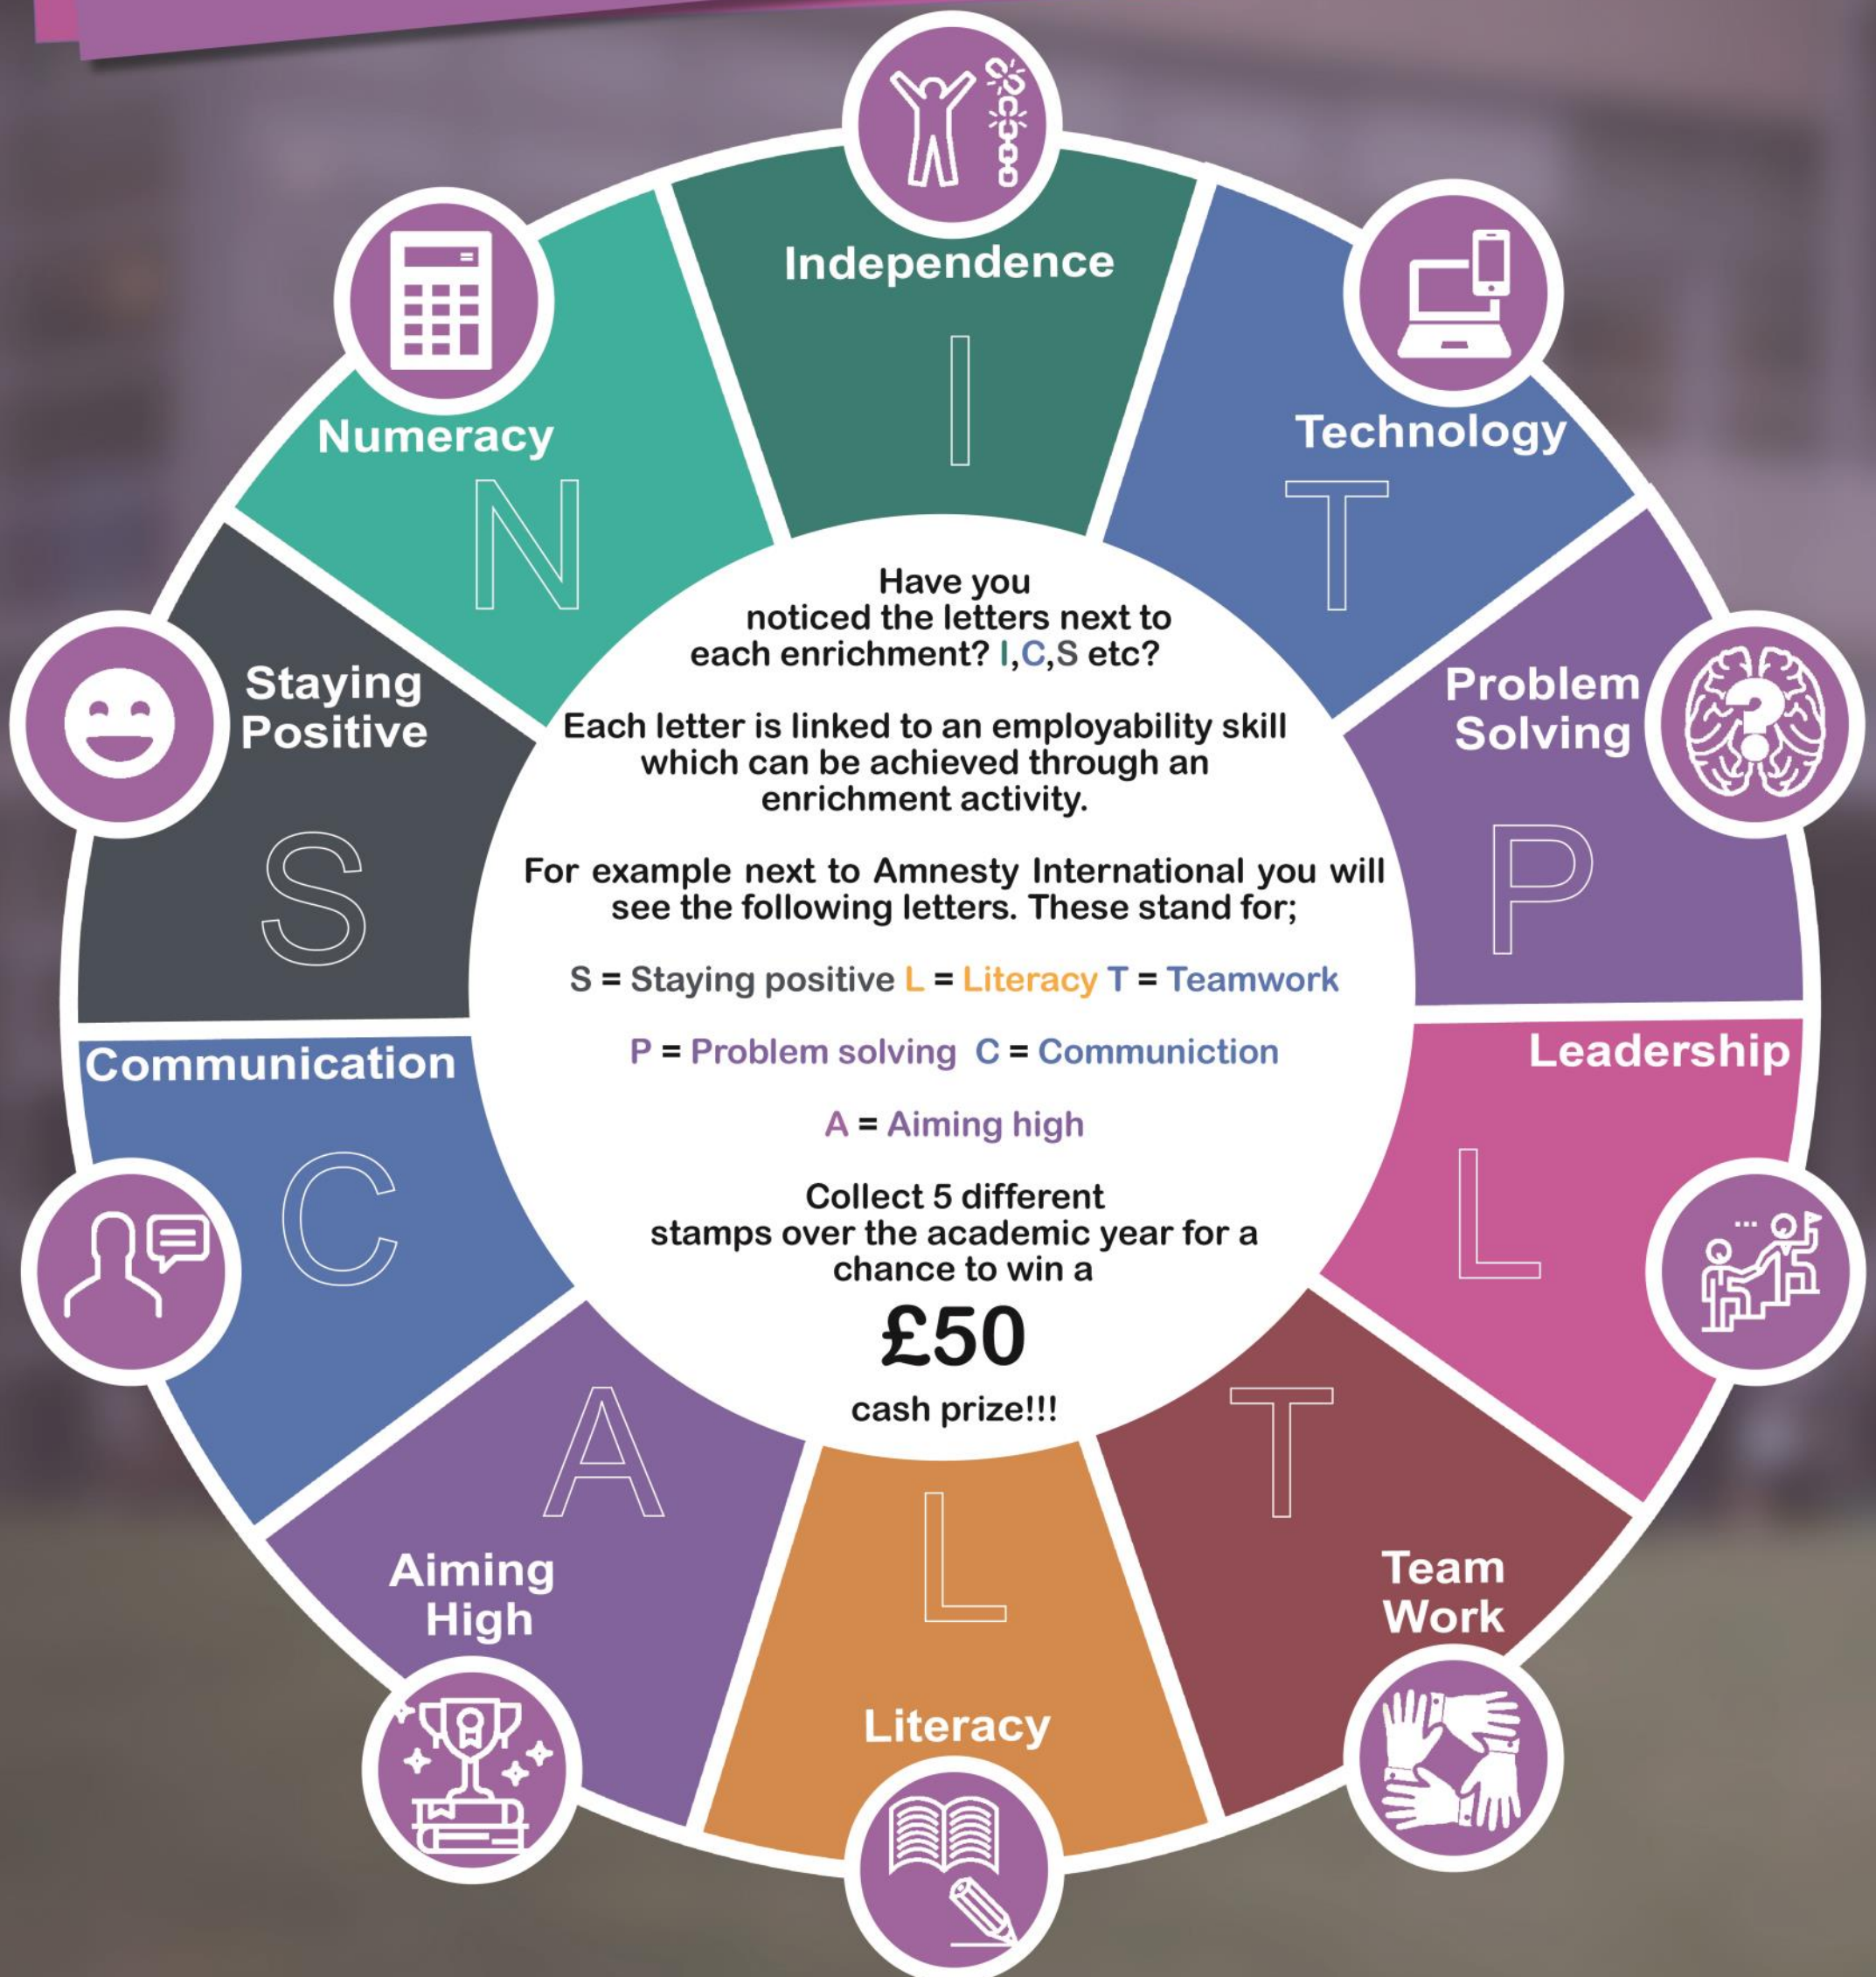 Independence
I
Technology
T
Problem
Solving
P
Leadership
L
Team
Work
T
Literacy
L
Aiming
High
A
Communication
C
Staying
Positive
S
Numeracy
N
Have you
noticed the letters next to
each enrichment? I,C,S etc?
Each letter is linked to an employability skill
which can be achieved through an
enrichment activity.
For example next to Amnesty International you will
see the following letters. These stand for;
S = Staying positive L = Literacy T = Teamwork
P = Problem solving C = Communiction
A = Aiming high
Collect 5 different
stamps over the academic year for a
chance to win a
£50
cash prize!!!